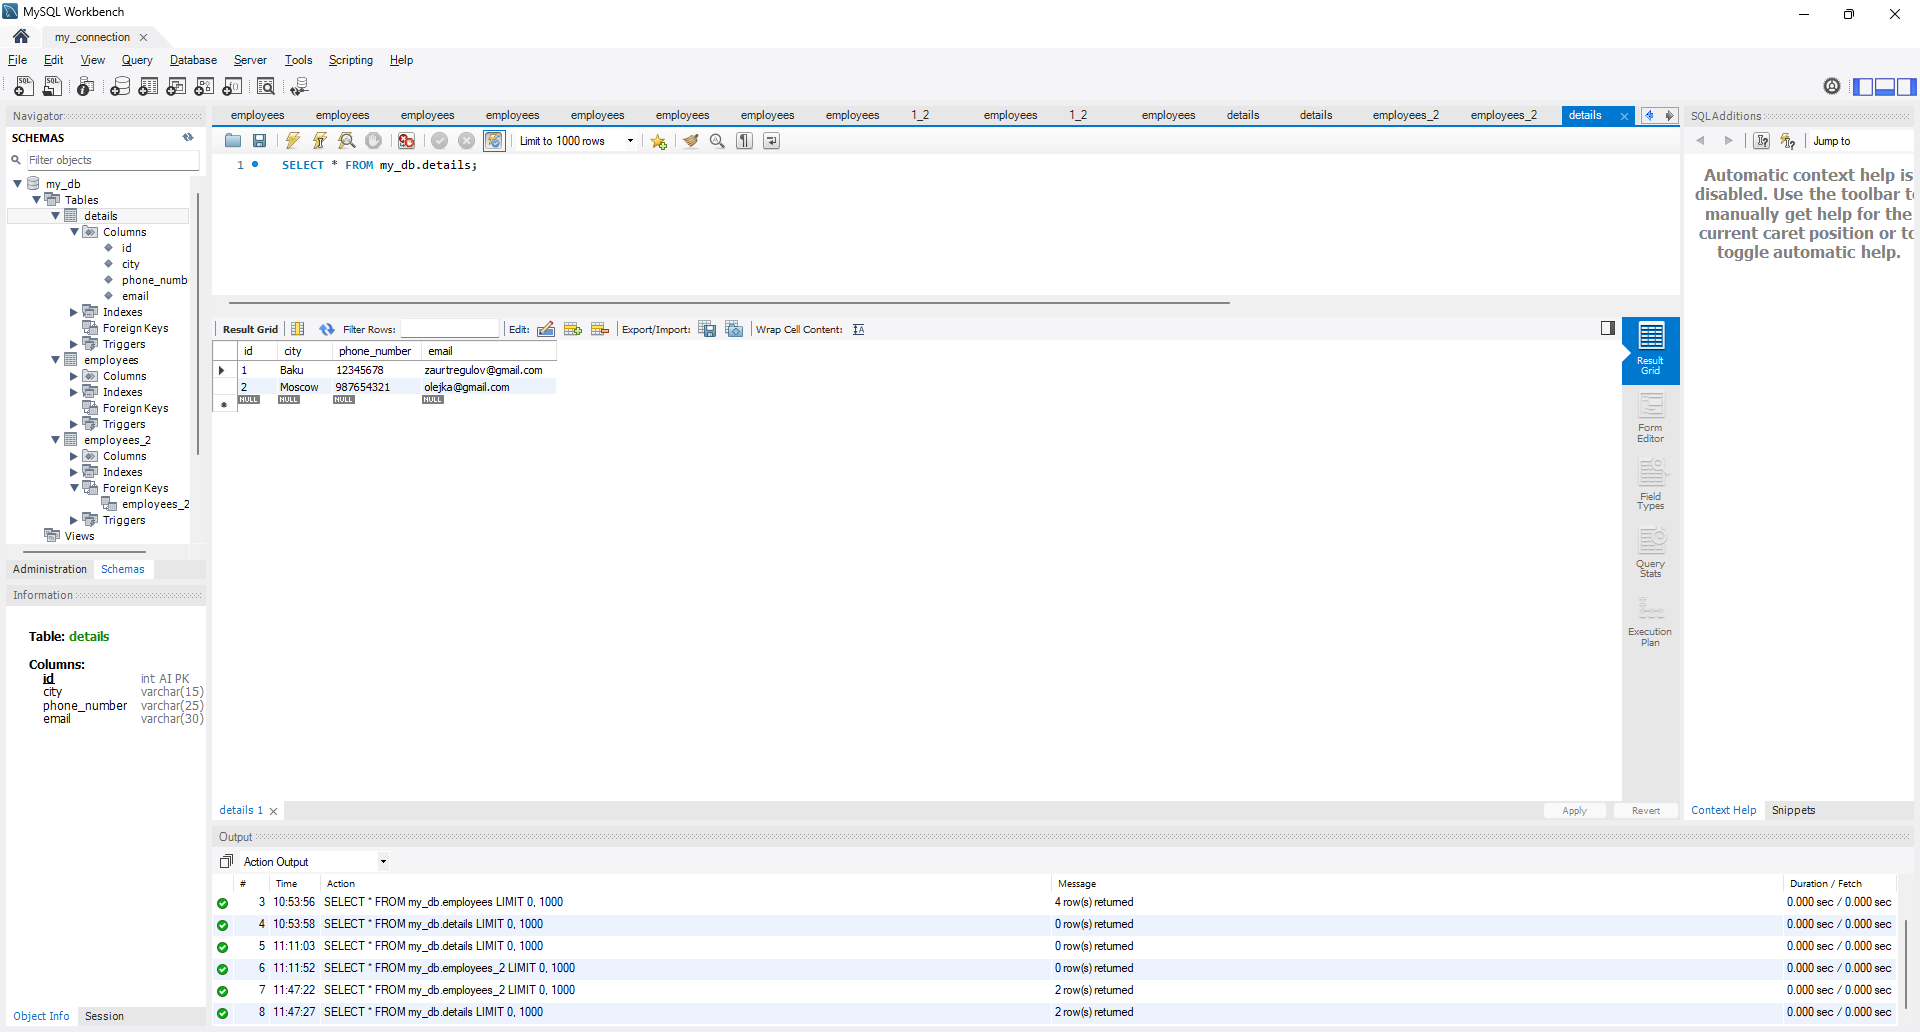 MySQL Workbench
my_connection
File Edit View Query Database Server Tools Scripting Help
Navigator
SCHEMAS
Filter objects
my_db
Tables
details
Columns
id
city
phone_numb
email
Indexes
Foreign Keys
Triggers
employees
Columns
Indexes
Foreign Keys
Triggers
employees_2
Columns
Indexes
Foreign Keys
employees_2
Triggers
Views
Administration Schemas
Information
Table: details
Columns:
id int AI PK
city varchar(15)
phone_number varchar(25)
email varchar(30)
Object Info Session
employees employees employees employees employees employees employees employees 1_2 employees 1_2 employees details details employees_2 employees_2 details
Limit to 1000 rows
1 SELECT * FROM my_db.details;
Result Grid Filter Rows: Edit: Export/Import: Wrap Cell Content:
id city phone_number email
1 Baku 12345678 zaurtregulov@gmail.com
2 Moscow 987654321 olejka@gmail.com
NULL NULL NULL NULL
Result
Grid
Form
Editor
Field
Types
Query
Stats
Execution
Plan
details 1
Apply Revert
SQLAdditions
Jump to
Automatic context help is
disabled. Use the toolbar to
manually get help for the
current caret position or to
toggle automatic help.
Context Help Snippets
Output
Action Output
# Time Action Message Duration / Fetch
3 10:53:56 SELECT * FROM my_db.employees LIMIT 0, 1000 4 row(s) returned 0.000 sec / 0.000 sec
4 10:53:58 SELECT * FROM my_db.details LIMIT 0, 1000 0 row(s) returned 0.000 sec / 0.000 sec
5 11:11:03 SELECT * FROM my_db.details LIMIT 0, 1000 0 row(s) returned 0.000 sec / 0.000 sec
6 11:11:52 SELECT * FROM my_db.employees_2 LIMIT 0, 1000 0 row(s) returned 0.000 sec / 0.000 sec
7 11:47:22 SELECT * FROM my_db.employees_2 LIMIT 0, 1000 2 row(s) returned 0.000 sec / 0.000 sec
8 11:47:27 SELECT * FROM my_db.details LIMIT 0, 1000 2 row(s) returned 0.000 sec / 0.000 sec